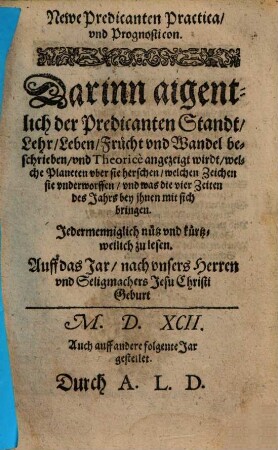 Newe Predicanten Practica/
vnd Prognosticon.
Darinn aigent-
lich der Predicanten Standt/
Lehr/Leben/Frücht vnd Wandel be-
schrieben/vnd Theoricè angezeigt wirdt/wel-
che Planeten vber sie herschen/welchen Zeichen
sie vnderworffen/vnd was die vier Zeiten
des Jahrs bey jhnen mit sich
bringen.
Jedermenniglich nütz vnd kürtz-
weilich zu lesen.
Auff das Jar/nach vnsers Herren
vnd Seligmachers Jesu Christi
Geburt
M. D. XCII.
Auch auff andere folgente Jar
gestellet.
Durch A. L. D.